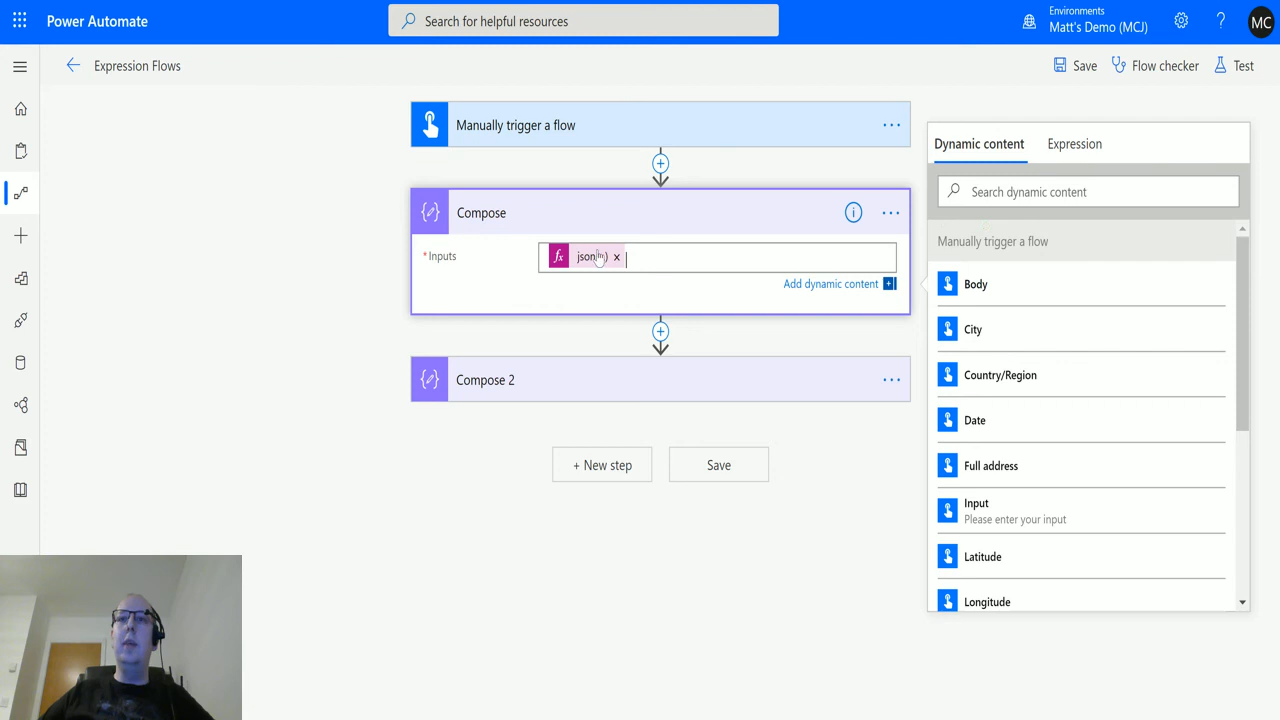 Power Automate
Search for helpful resources
Environments
Matt's Demo (MCJ)
?
MC
Expression Flows
Save
Flow checker
Test
Manually trigger a flow
Compose
* Inputs
fx
Add dynamic content
Compose 2
+ New step
Save
Dynamic content
Expression
Search dynamic content
Manually trigger a flow
Body
City
Country/Region
Date
Full address
Input
Please enter your input
Latitude
Longitude